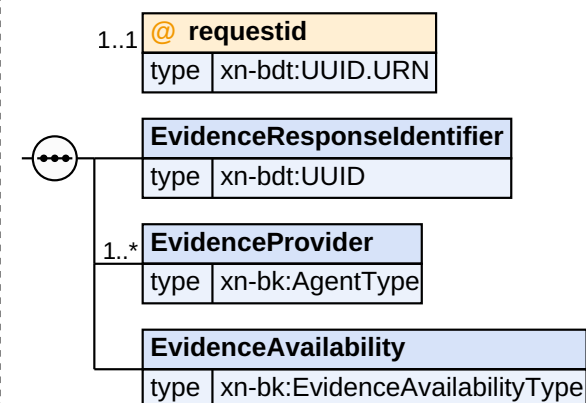 1..1 @ requestid
type xn-bdt:UUID.URN
EvidenceResponseIdentifier
type xn-bdt:UUID
1..* EvidenceProvider
type xn-bk:AgentType
EvidenceAvailability
type xn-bk:EvidenceAvailabilityType